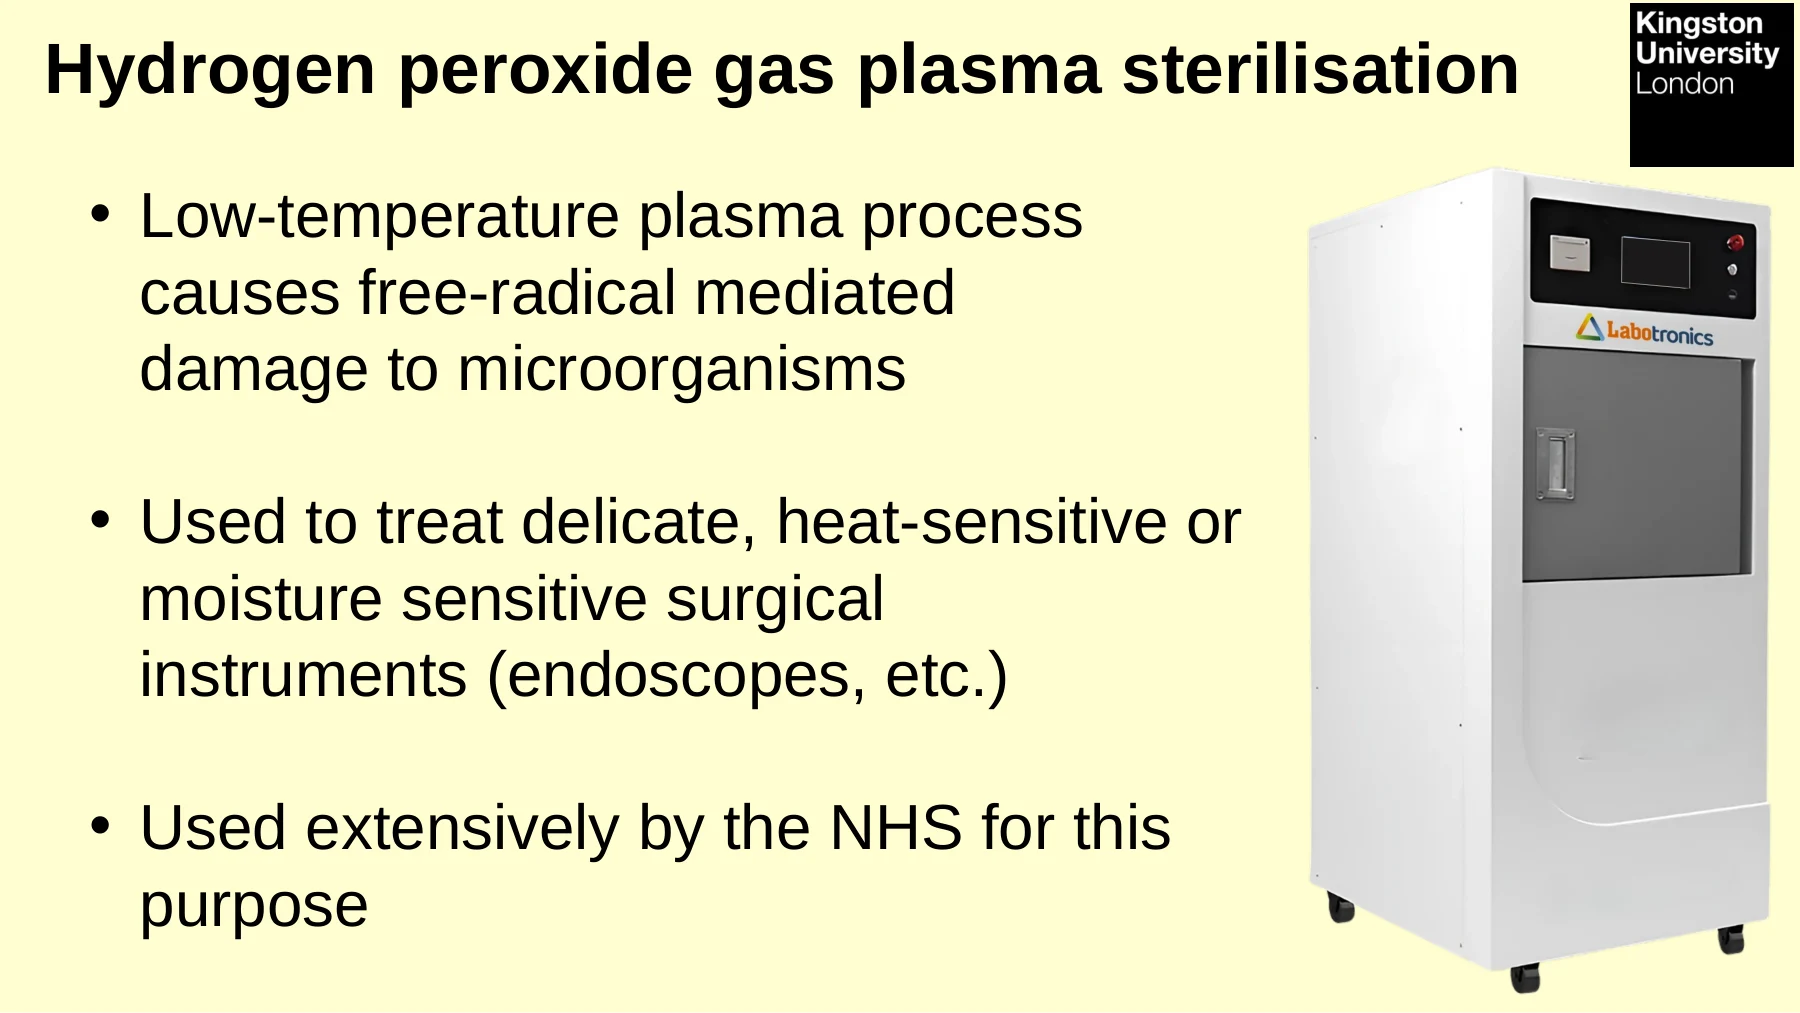 Hydrogen peroxide gas plasma sterilisation
Kingston
University
London
• Low-temperature plasma process
causes free-radical mediated
damage to microorganisms
• Used to treat delicate, heat-sensitive or
moisture sensitive surgical
instruments (endoscopes, etc.)
• Used extensively by the NHS for this
purpose
Labotronics